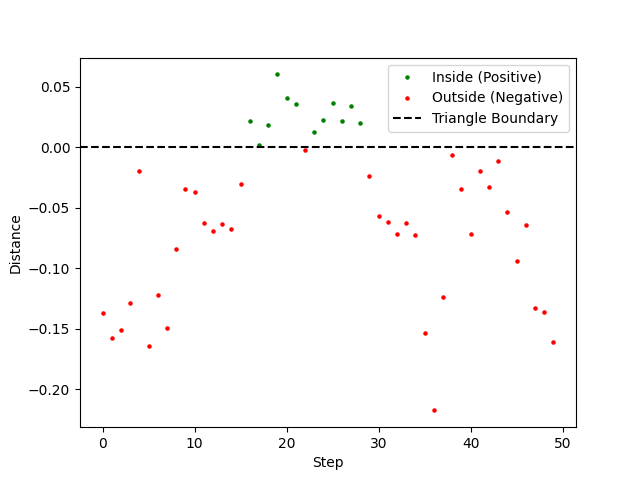 0.05
0.00
−0.05
−0.10
−0.15
−0.20
Distance
0
10
20
30
40
50
Step
Inside (Positive)
Outside (Negative)
Triangle Boundary